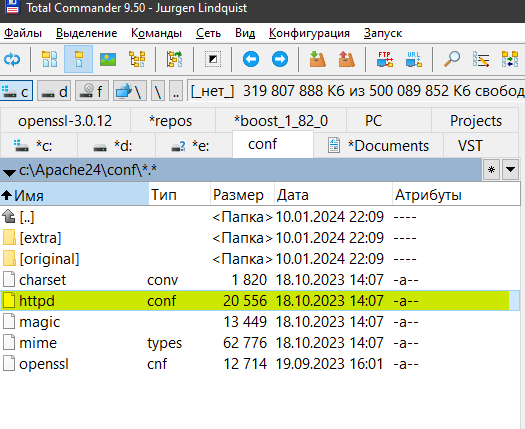 Total Commander 9.50 - Jurgen Lindquist
Файлы Выделение Команды Сеть Вид Конфигурация Запуск
FTP URL
c d f \ \ .. [_нет_] 319 807 888 Кб из 500 089 852 Кб свобод
openssl-3.0.12 *repos *boost_1_82_0 PC Projects
*c: *d: *e: conf *Documents VST
c:\Apache24\conf\*.* * ▼
Имя Тип Размер Дата Атрибуты
[..] <Папка> 10.01.2024 22:09 ----
[extra] <Папка> 10.01.2024 22:09 ----
[original] <Папка> 10.01.2024 22:09 ----
charset conv 1 820 18.10.2023 14:07 -a--
httpd conf 20 556 18.10.2023 14:07 -a--
magic 13 449 18.10.2023 14:07 -a--
mime types 62 776 18.10.2023 14:07 -a--
openssl cnf 12 714 19.09.2023 16:01 -a--